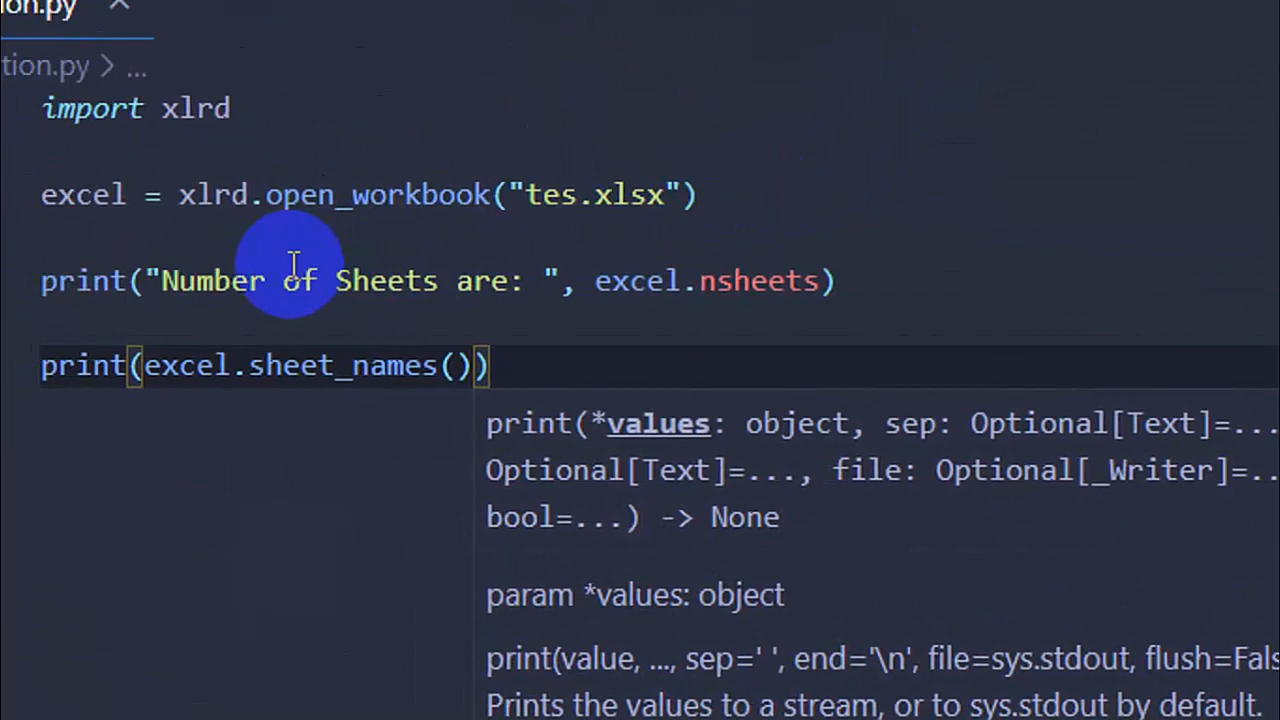 ion.py ×
tion.py > ...
import xlrd
excel = xlrd.open_workbook("tes.xlsx")
print("Number of Sheets are: ", excel.nsheets)
print(excel.sheet_names())
print(*values: object, sep: Optional[Text]=...
Optional[Text]=..., file: Optional[_Writer]=..
bool=...) -> None
param *values: object
print(value, ..., sep=' ', end='\n', file=sys.stdout, flush=Fals
Prints the values to a stream, or to sys.stdout by default.